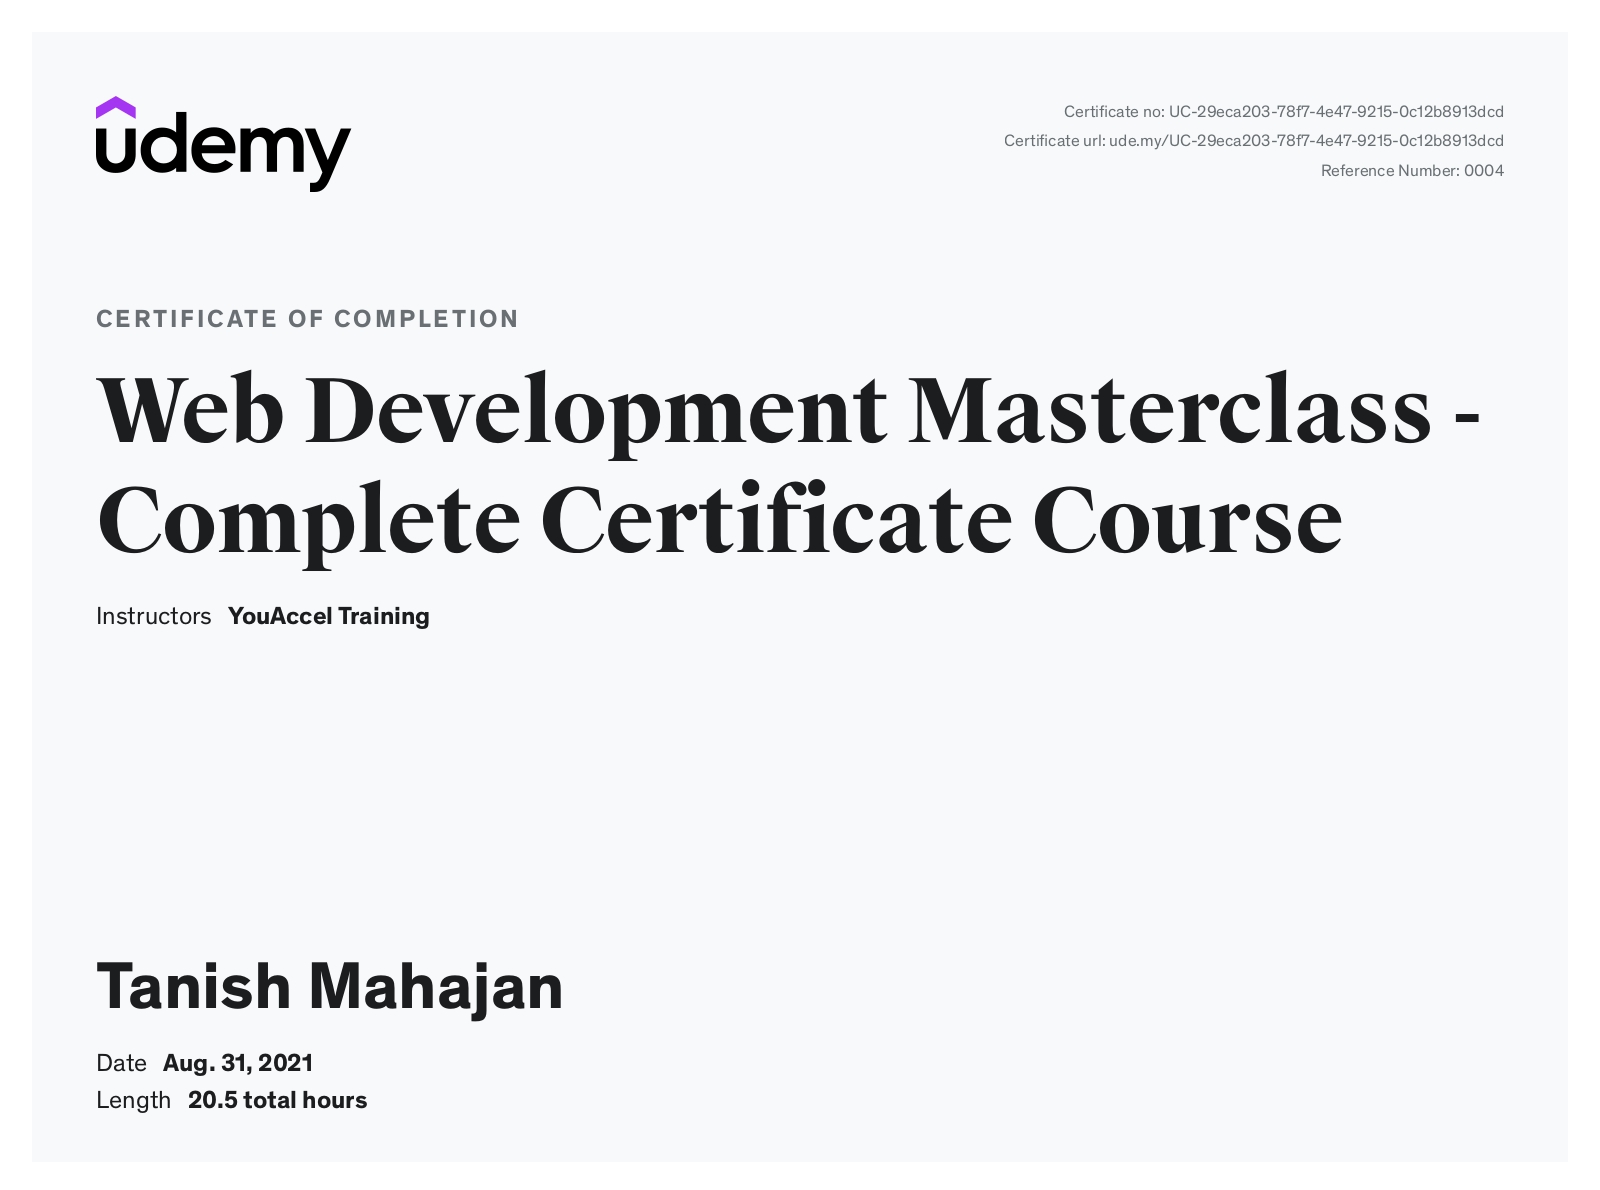 udemy
Certificate no: UC-29eca203-78f7-4e47-9215-0c12b8913dcd
Certificate url: ude.my/UC-29eca203-78f7-4e47-9215-0c12b8913dcd
Reference Number: 0004
CERTIFICATE OF COMPLETION
Web Development Masterclass -
Complete Certificate Course
Instructors YouAccel Training
Tanish Mahajan
Date Aug. 31, 2021
Length 20.5 total hours